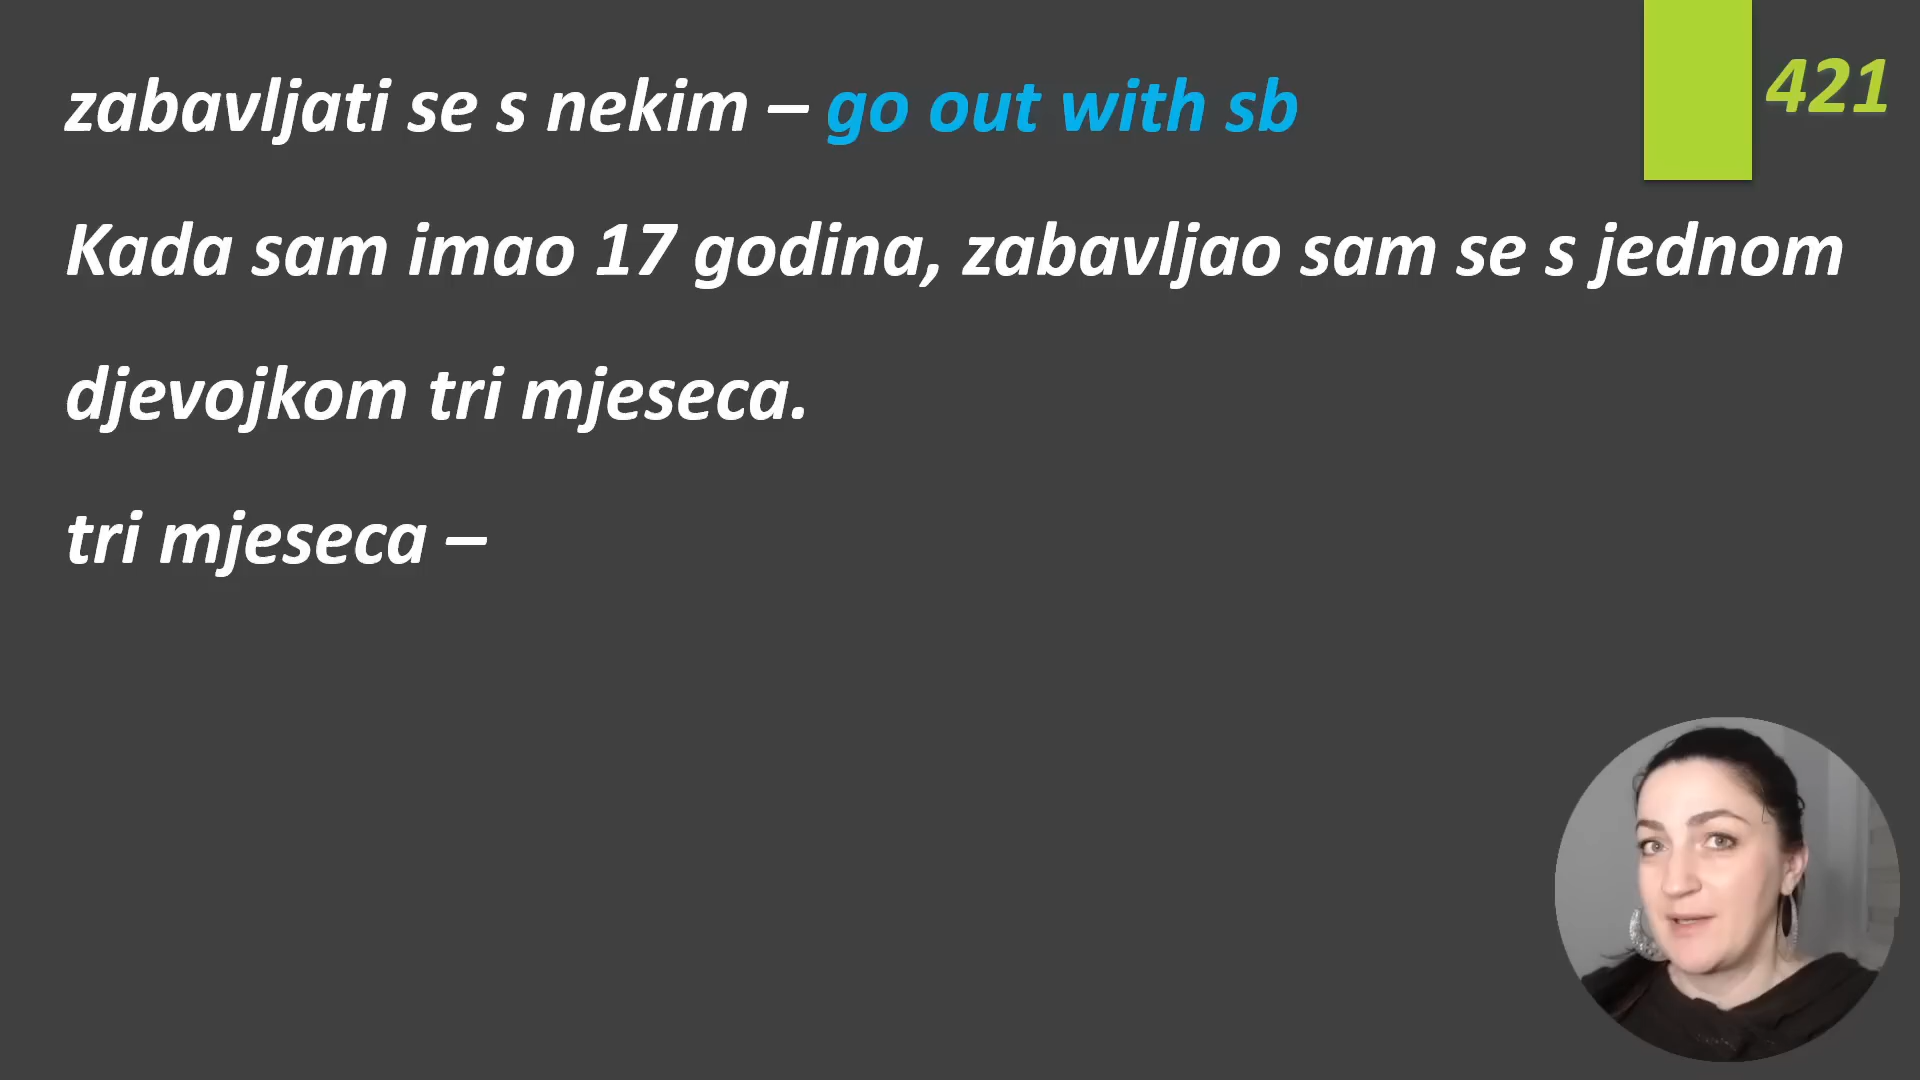 zabavljati se s nekim – go out with sb
421
Kada sam imao 17 godina, zabavljao sam se s jednom
djevojkom tri mjeseca.
tri mjeseca –